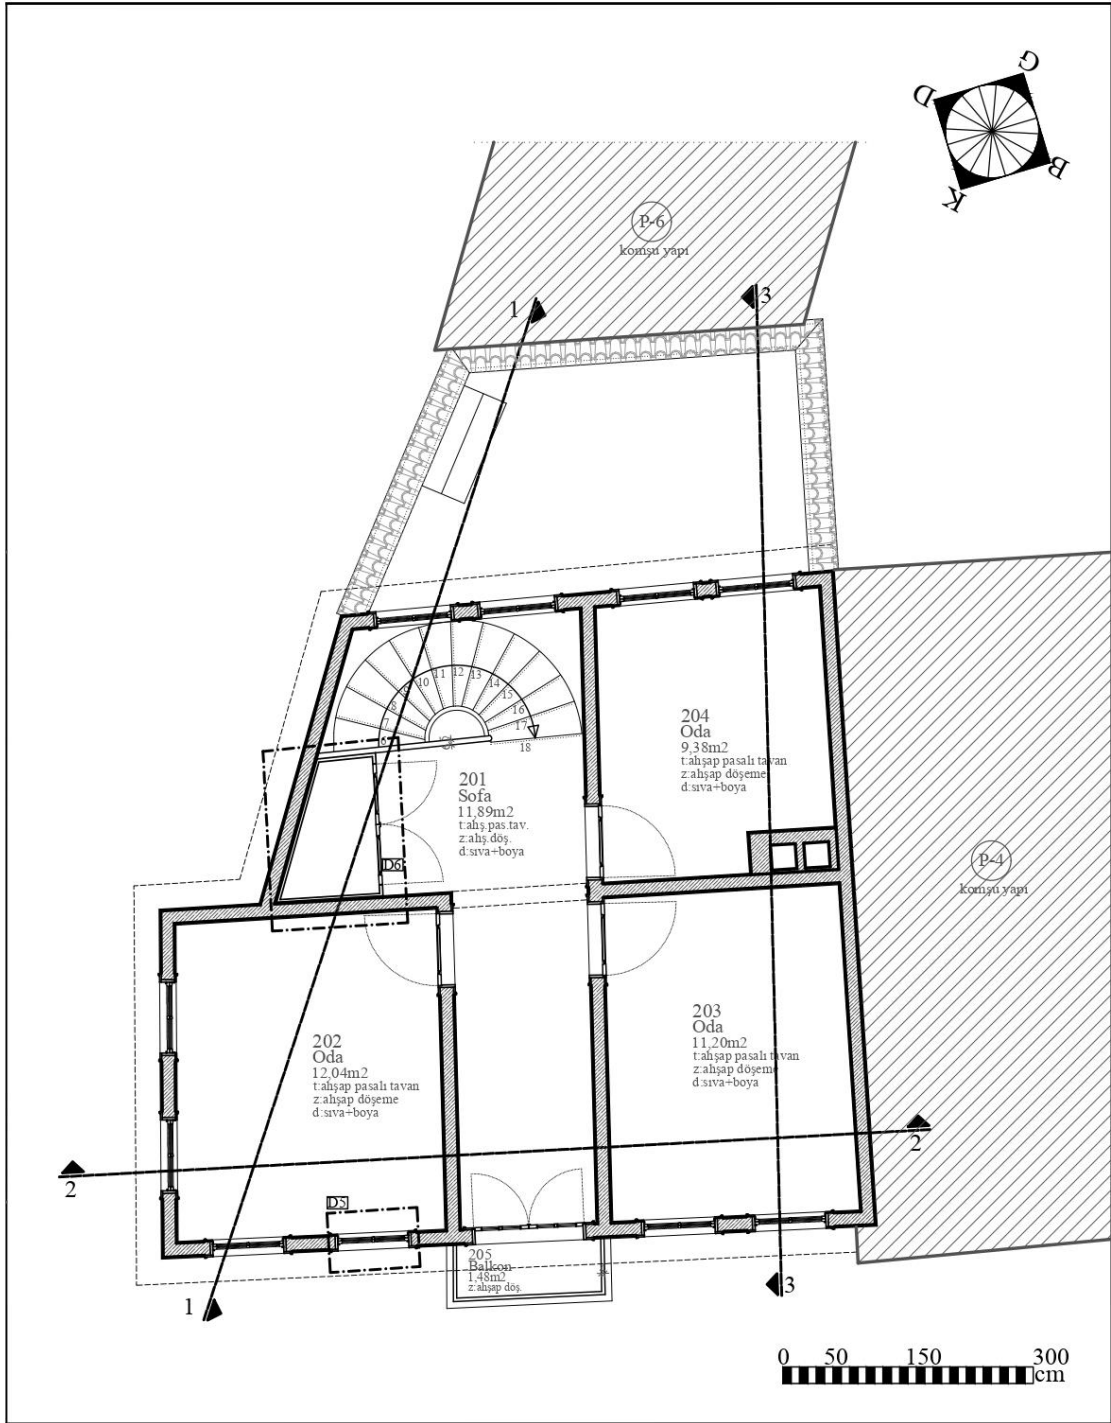 G
D
B
K
P-6
komşu yapı
1
3
12
11
13
10
14
9
15
8
16
7
17
6
18
204
Oda
9,38m2
t:ahşap pasalı tavan
z:ahşap döşeme
d:sıva+boya
201
Sofa
11,89m2
t:ahş.pas.tav.
z:ahş.döş.
d:sıva+boya
D6
P-4
komşu yapı
203
Oda
11,20m2
t:ahşap pasalı tavan
z:ahşap döşeme
d:sıva+boya
202
Oda
12,04m2
t:ahşap pasalı tavan
z:ahşap döşeme
d:sıva+boya
2
2
D5
205
Balkon
1,48m2
z:ahşap döş.
1
3
0 50 150 300
cm